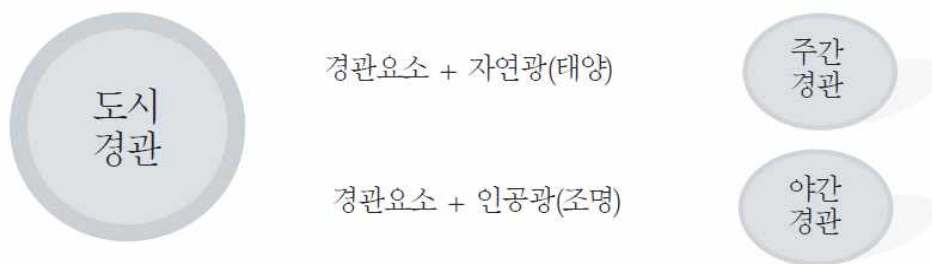 도시
경관
경관요소 + 자연광(태양)
주간
경관
경관요소 + 인공광(조명)
야간
경관